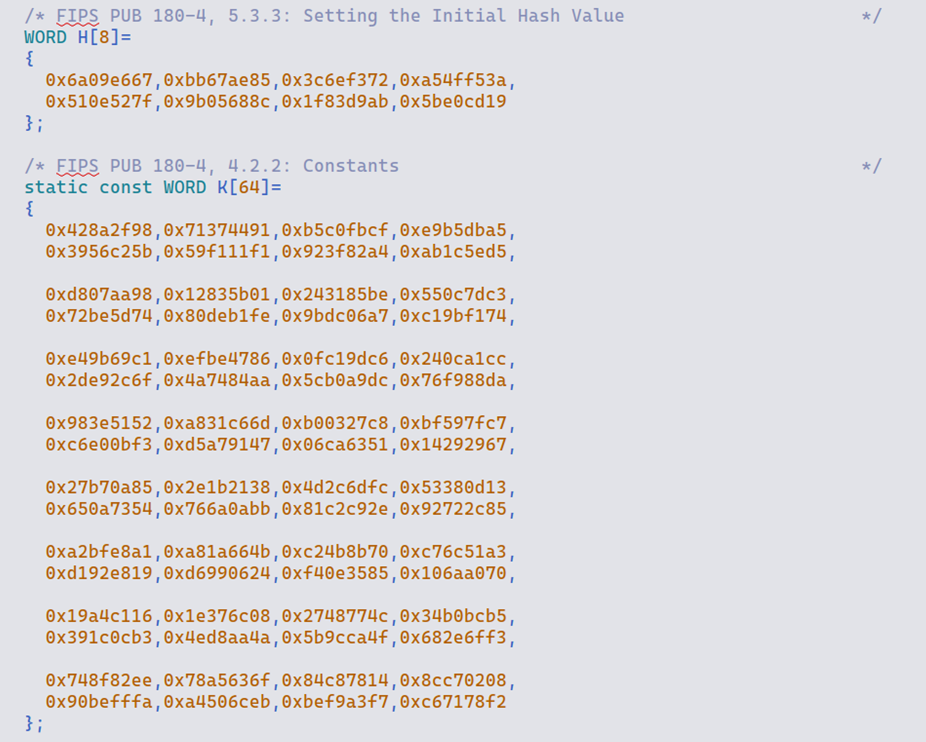 /* FIPS PUB 180-4, 5.3.3: Setting the Initial Hash Value */
WORD H[8]=
{
0x6a09e667,0xbb67ae85,0x3c6ef372,0xa54ff53a,
0x510e527f,0x9b05688c,0x1f83d9ab,0x5be0cd19
};
/* FIPS PUB 180-4, 4.2.2: Constants */
static const WORD K[64]=
{
0x428a2f98,0x71374491,0xb5c0fbcf,0xe9b5dba5,
0x3956c25b,0x59f111f1,0x923f82a4,0xab1c5ed5,
0xd807aa98,0x12835b01,0x243185be,0x550c7dc3,
0x72be5d74,0x80deb1fe,0x9bdc06a7,0xc19bf174,
0xe49b69c1,0xefbe4786,0x0fc19dc6,0x240ca1cc,
0x2de92c6f,0x4a7484aa,0x5cb0a9dc,0x76f988da,
0x983e5152,0xa831c66d,0xb00327c8,0xbf597fc7,
0xc6e00bf3,0xd5a79147,0x06ca6351,0x14292967,
0x27b70a85,0x2e1b2138,0x4d2c6dfc,0x53380d13,
0x650a7354,0x766a0abb,0x81c2c92e,0x92722c85,
0xa2bfe8a1,0xa81a664b,0xc24b8b70,0xc76c51a3,
0xd192e819,0xd6990624,0xf40e3585,0x106aa070,
0x19a4c116,0x1e376c08,0x2748774c,0x34b0bcb5,
0x391c0cb3,0x4ed8aa4a,0x5b9cca4f,0x682e6ff3,
0x748f82ee,0x78a5636f,0x84c87814,0x8cc70208,
0x90befffa,0xa4506ceb,0xbef9a3f7,0xc67178f2
};